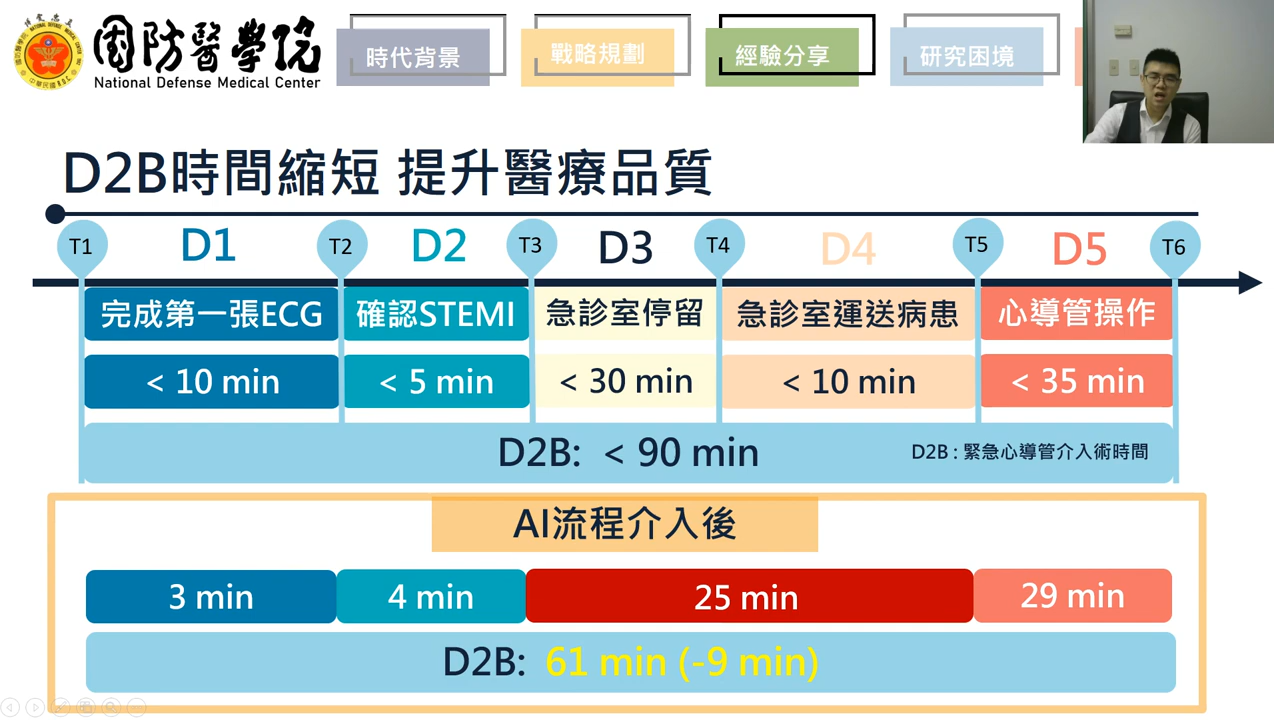 國防醫學院
National Defense Medical Center
時代背景
戰略規劃
經驗分享
研究困境
D2B時間縮短 提升醫療品質
T1 D1 T2 D2 T3 D3 T4 D4 T5 D5 T6
完成第一張ECG 確認STEMI 急診室停留 急診室運送病患 心導管操作
< 10 min < 5 min < 30 min < 10 min < 35 min
D2B: < 90 min D2B : 緊急心導管介入術時間
AI流程介入後
3 min 4 min 25 min 29 min
D2B: 61 min (-9 min)